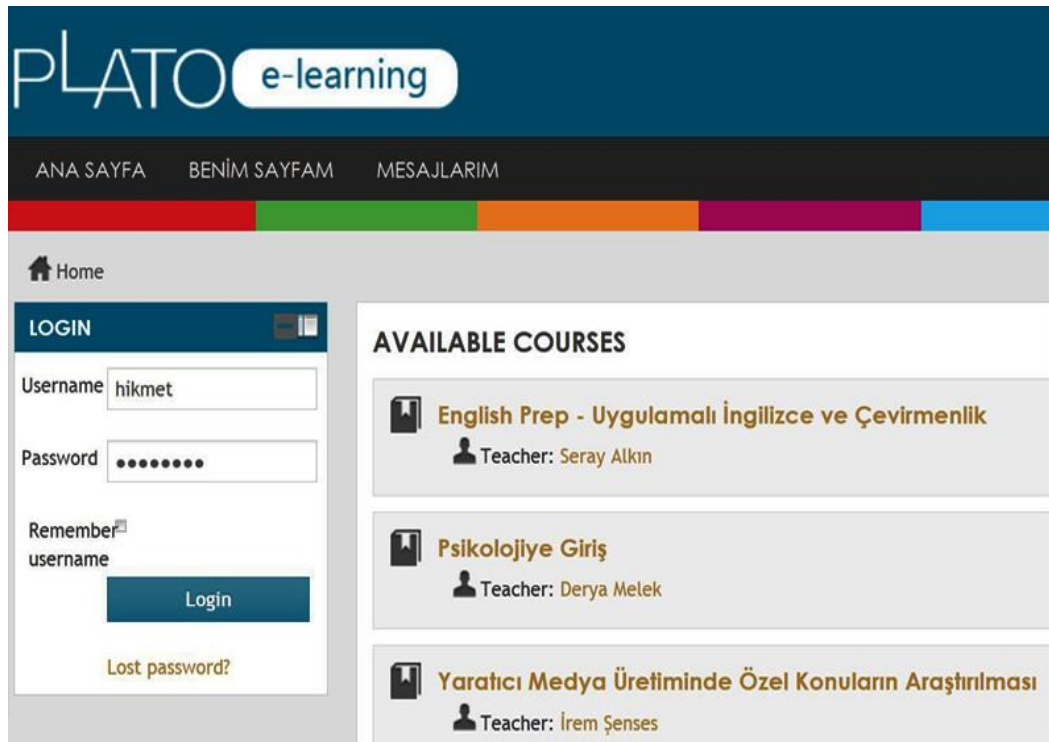 PLATO e-learning
ANA SAYFA BENİM SAYFAM MESAJLARIM
Home
LOGIN
Username hikmet
Password ••••••••
Remember
username
Login
Lost password?
AVAILABLE COURSES
English Prep - Uygulamalı İngilizce ve Çevirmenlik
Teacher: Seray Alkın
Psikolojiye Giriş
Teacher: Derya Melek
Yaratıcı Medya Üretiminde Özel Konuların Araştırılması
Teacher: İrem Şenses